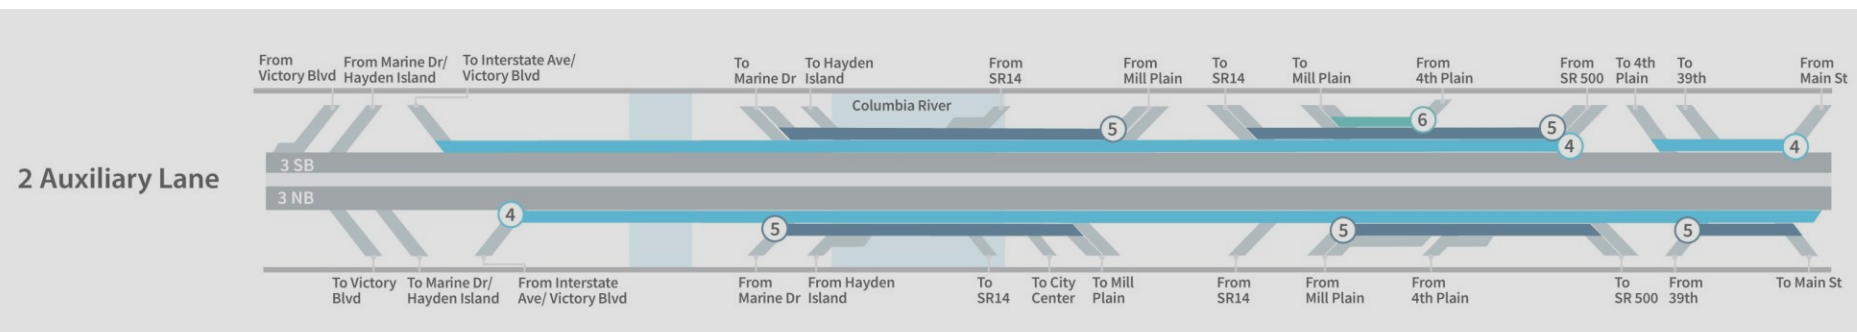 From
Victory Blvd
From Marine Dr/
Hayden Island
To Interstate Ave/
Victory Blvd
To
Marine Dr
To Hayden
Island
From
SR14
From
Mill Plain
To
SR14
To
Mill Plain
From
4th Plain
From
SR 500
To 4th
Plain
To
39th
From
Main St
Columbia River
5
6
5
4
4
3 SB
2 Auxiliary Lane
3 NB
4
5
5
5
To Victory
Blvd
To Marine Dr/
Hayden Island
From Interstate
Ave/ Victory Blvd
From
Marine Dr
From Hayden
Island
To
SR14
To City
Center
To Mill
Plain
From
SR14
From
Mill Plain
From
4th Plain
To
SR 500
From
39th
To Main St